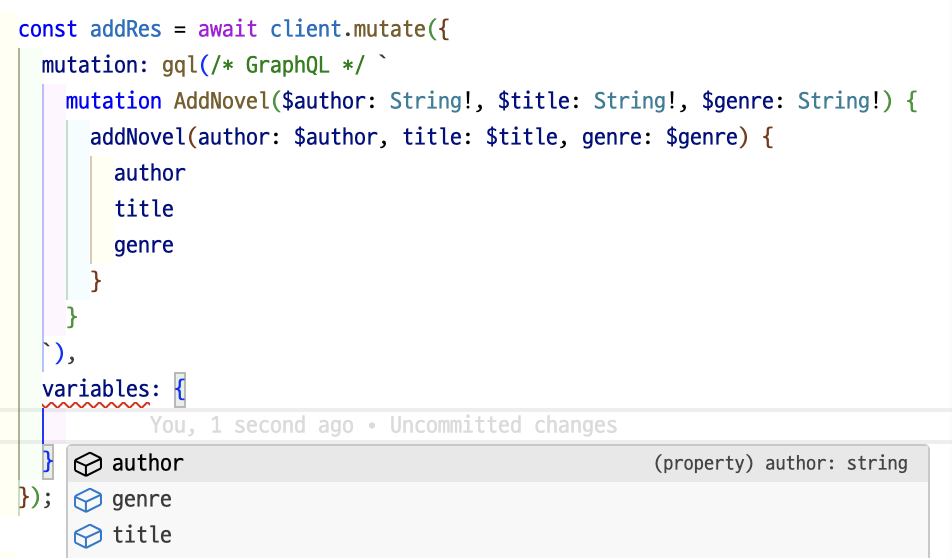 const addRes = await client.mutate({
mutation: gql(/* GraphQL */ `
mutation AddNovel($author: String!, $title: String!, $genre: String!) {
addNovel(author: $author, title: $title, genre: $genre) {
author
title
genre
}
}
`),
variables: {
You, 1 second ago • Uncommitted changes
}
author (property) author: string
genre
});
title